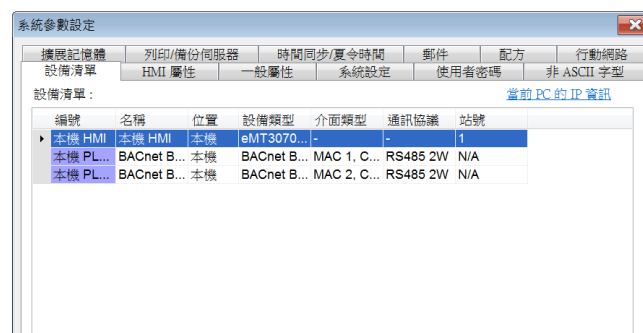 系統參數設定
擴展記憶體 列印/備份伺服器 時間同步/夏令時間 郵件 配方 行動網路
設備清單 HMI 屬性 一般屬性 系統設定 使用者密碼 非 ASCII 字型
設備清單 : 當前 PC 的 IP 資訊
編號 名稱 位置 設備類型 介面類型 通訊協議 站號
本機 HMI 本機 HMI 本機 eMT3070... - - 1
本機 PL... BACnet B... 本機 BACnet B... MAC 1, C... RS485 2W N/A
本機 PL... BACnet B... 本機 BACnet B... MAC 2, C... RS485 2W N/A